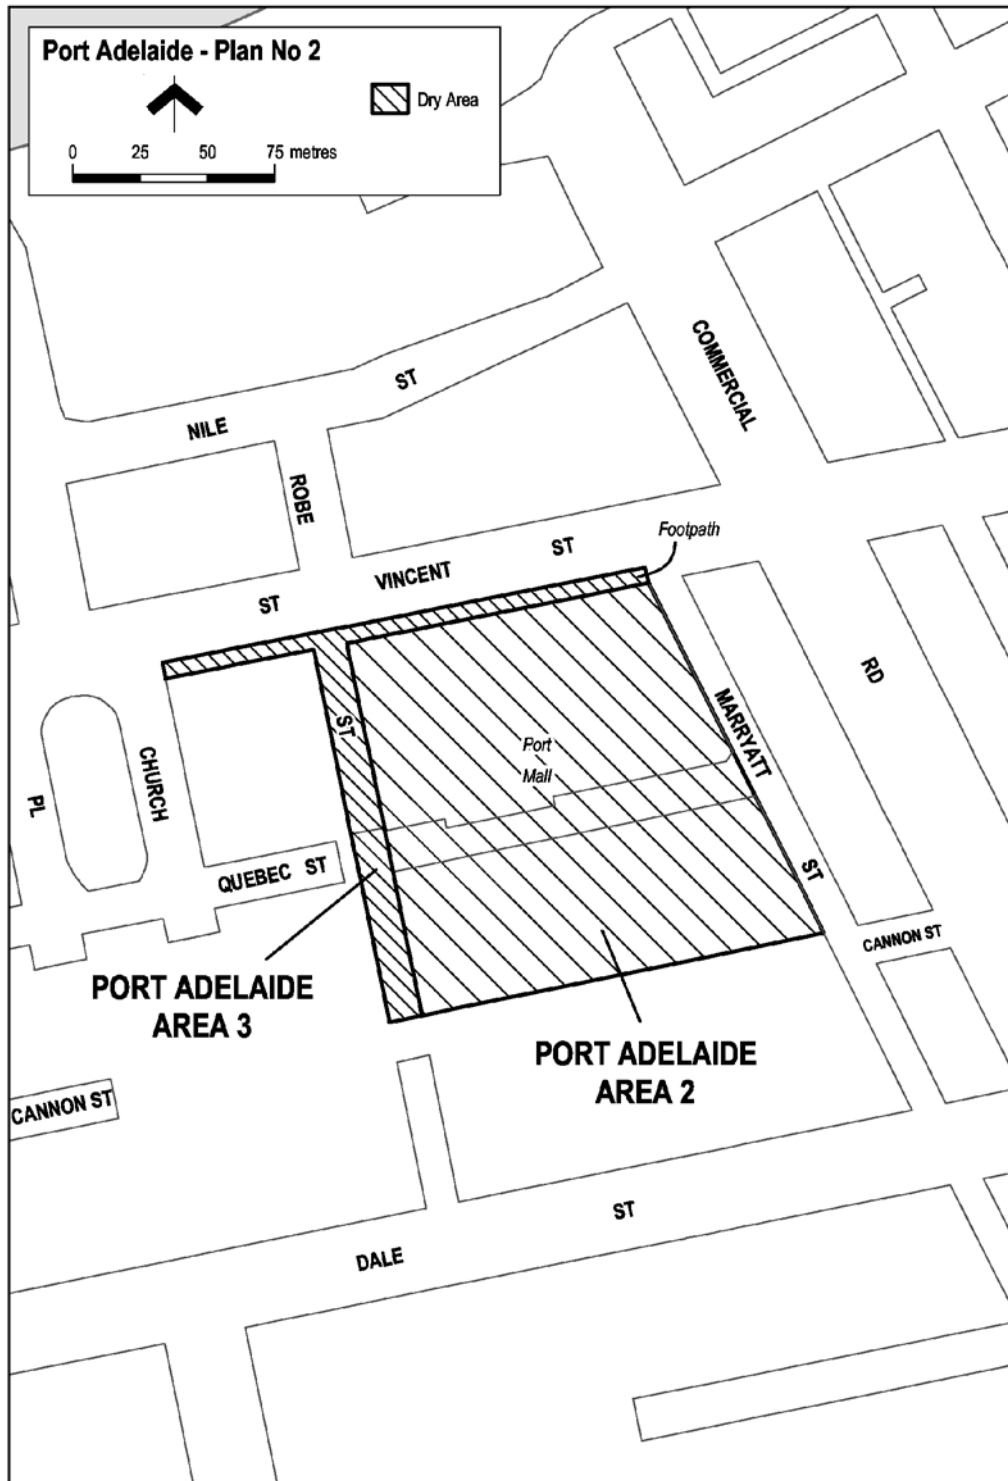 Port Adelaide - Plan No 2
Dry Area
0 25 50 75 metres
COMMERCIAL
ST
NILE
ROBE
Footpath
ST
VINCENT
ST
RD
MARRYATT
ST
Port
Mall
CHURCH
PL
ST
QUEBEC ST
CANNON ST
PORT ADELAIDE
AREA 3
PORT ADELAIDE
AREA 2
CANNON ST
ST
DALE